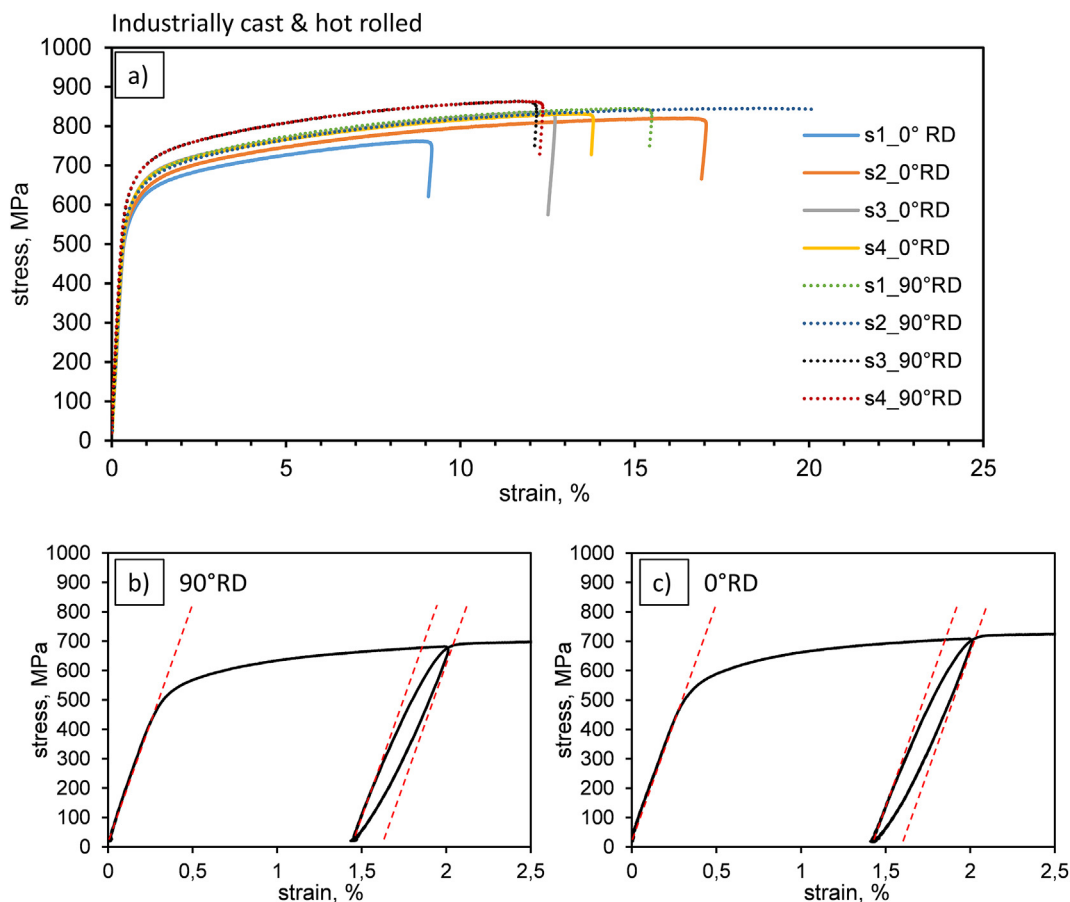 Industrially cast & hot rolled
a)
1000
900
800
700
600
500
400
300
200
100
0
stress, MPa
0
5
10
15
20
25
strain, %
s1_0° RD
s2_0°RD
s3_0°RD
s4_0°RD
s1_90°RD
s2_90°RD
s3_90°RD
s4_90°RD
b)
90°RD
1000
900
800
700
600
500
400
300
200
100
0
stress, MPa
0
0,5
1
1,5
2
2,5
strain, %
c)
0°RD
1000
900
800
700
600
500
400
300
200
100
0
stress, MPa
0
0,5
1
1,5
2
2,5
strain, %